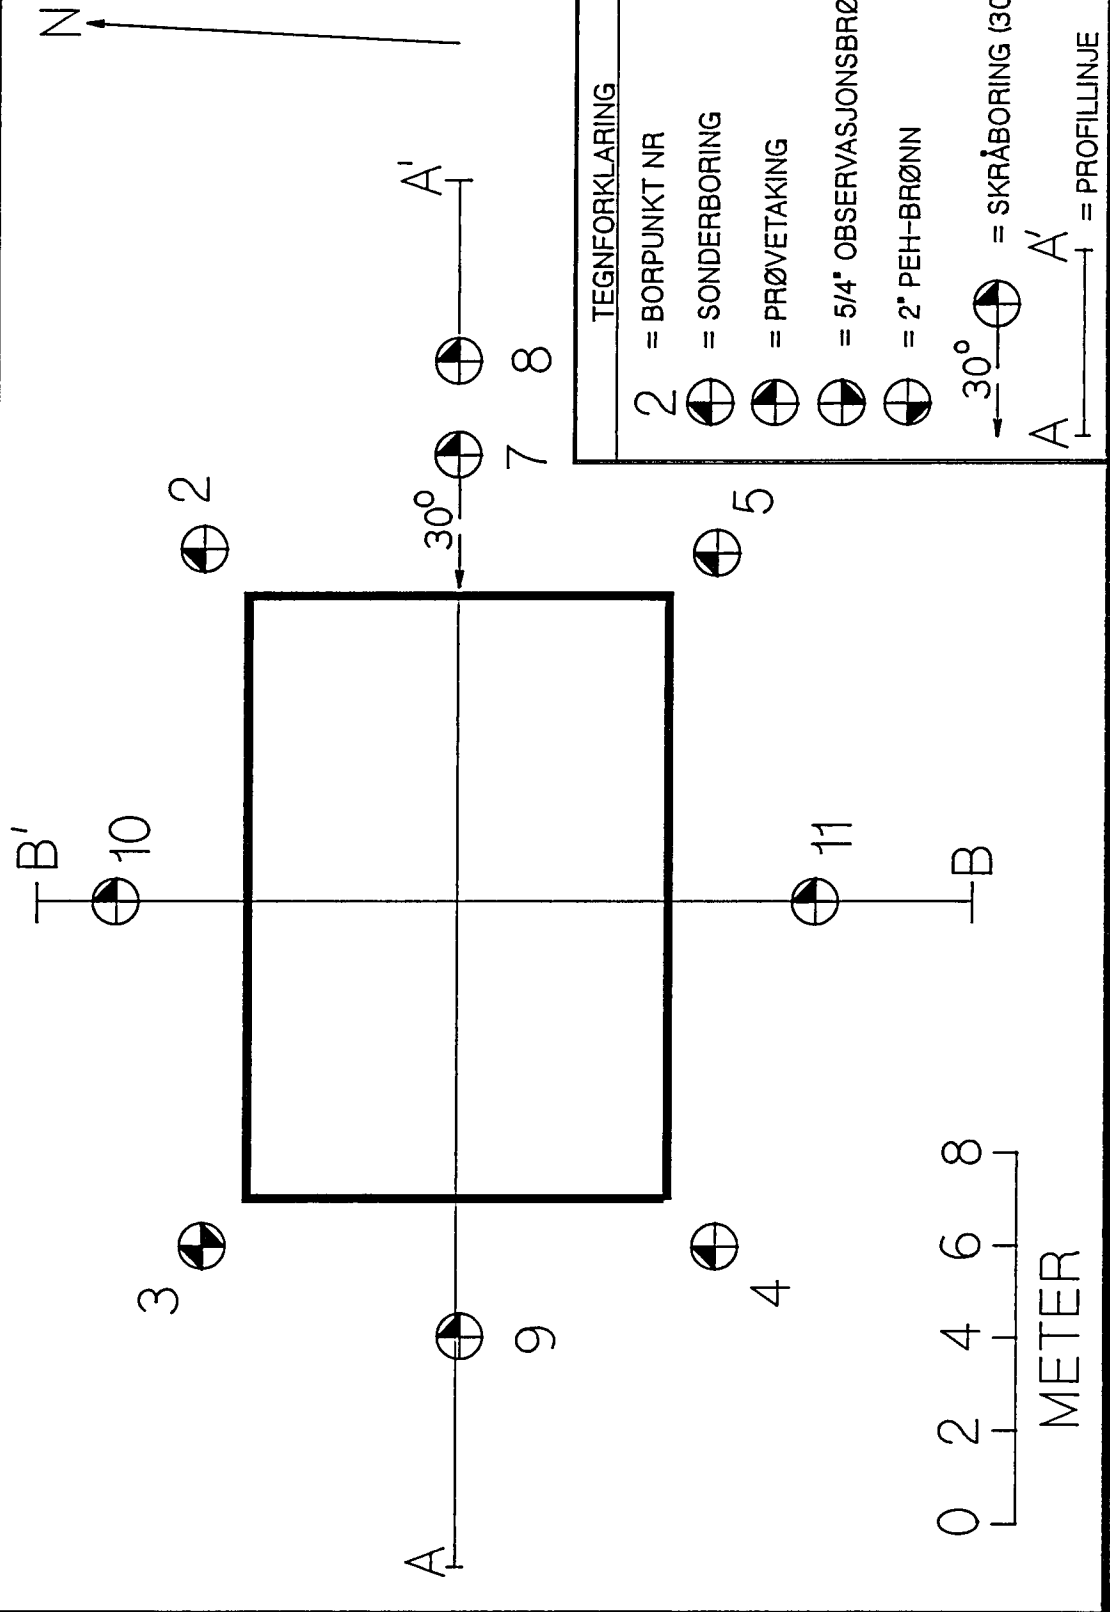 N
B'
10
2
3
A
9
30°
7
8
A'
4
11
5
B
0 2 4 6 8
METER
TEGNFORKLARING
2 = BORPUNKT NR
= SONDERBORING
= PRØVETAKING
= 5/4" OBSERVASJONSBRØ
= 2" PEH-BRØNN
30° = SKRÅBORING (30
A A' = PROFILLINJE